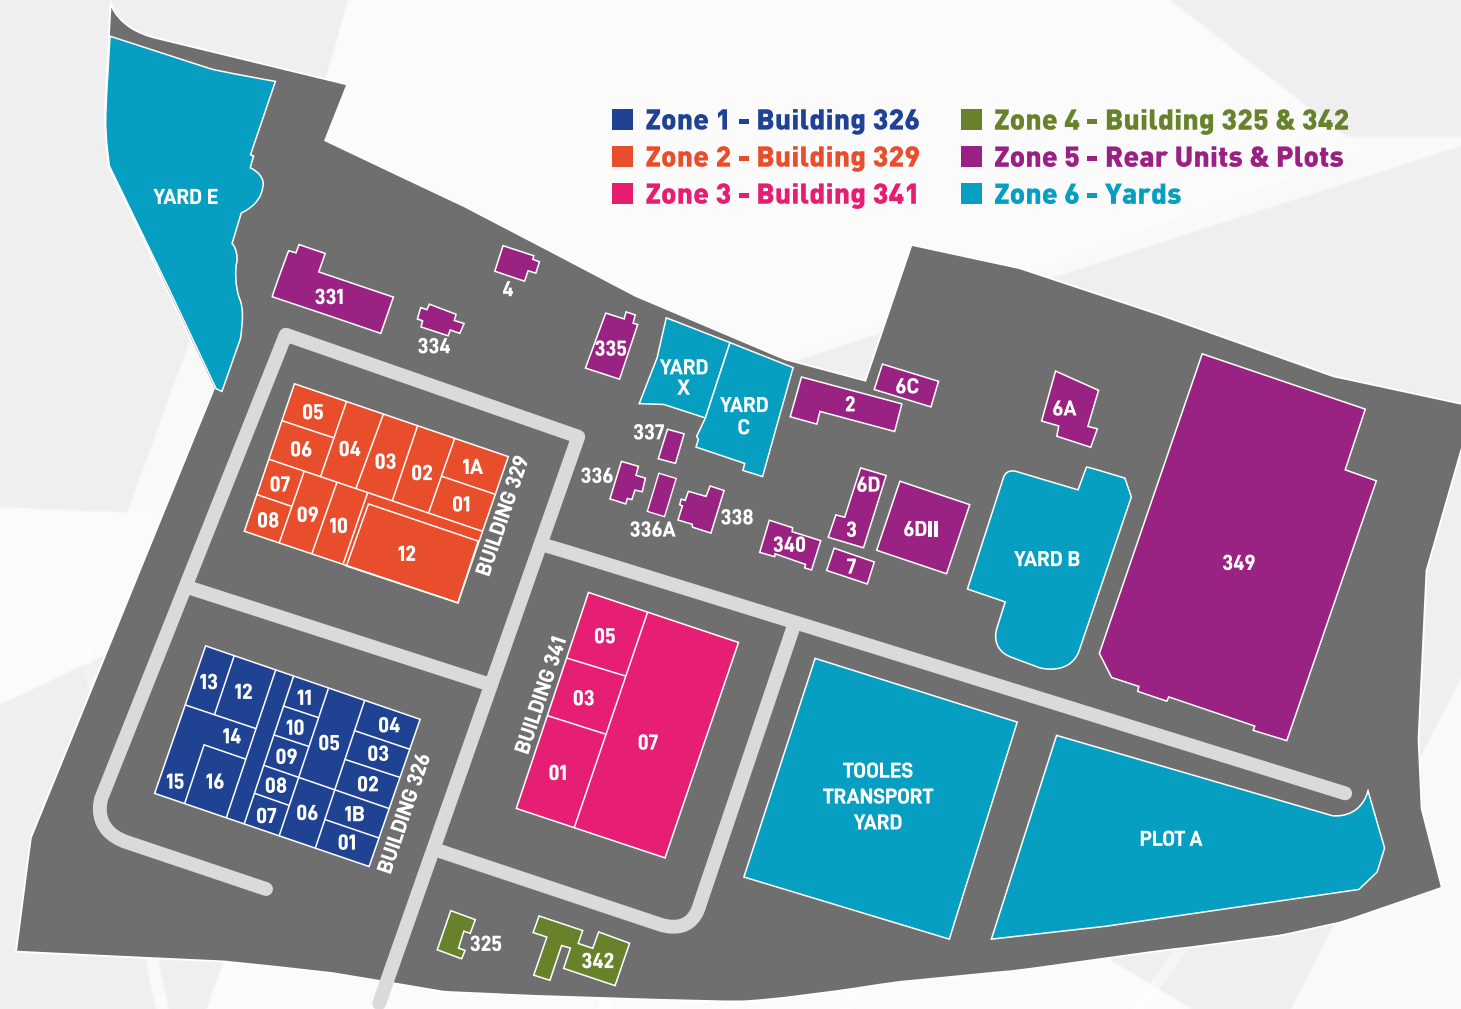 Zone 1 - Building 326
Zone 2 - Building 329
Zone 3 - Building 341
Zone 4 - Building 325 & 342
Zone 5 - Rear Units & Plots
Zone 6 - Yards
YARD E
331
334
4
335
YARD
X
YARD
C
2
6C
6A
337
336
336A
338
340
6D
3
7
6DII
YARD B
349
05
06
04
03
02
1A
01
07
08
09
10
12
BUILDING 329
13
12
14
15
16
11
10
09
08
07
05
06
04
03
02
1B
01
BUILDING 326
BUILDING 341
05
03
01
07
TOOLES
TRANSPORT
YARD
PLOT A
325
342